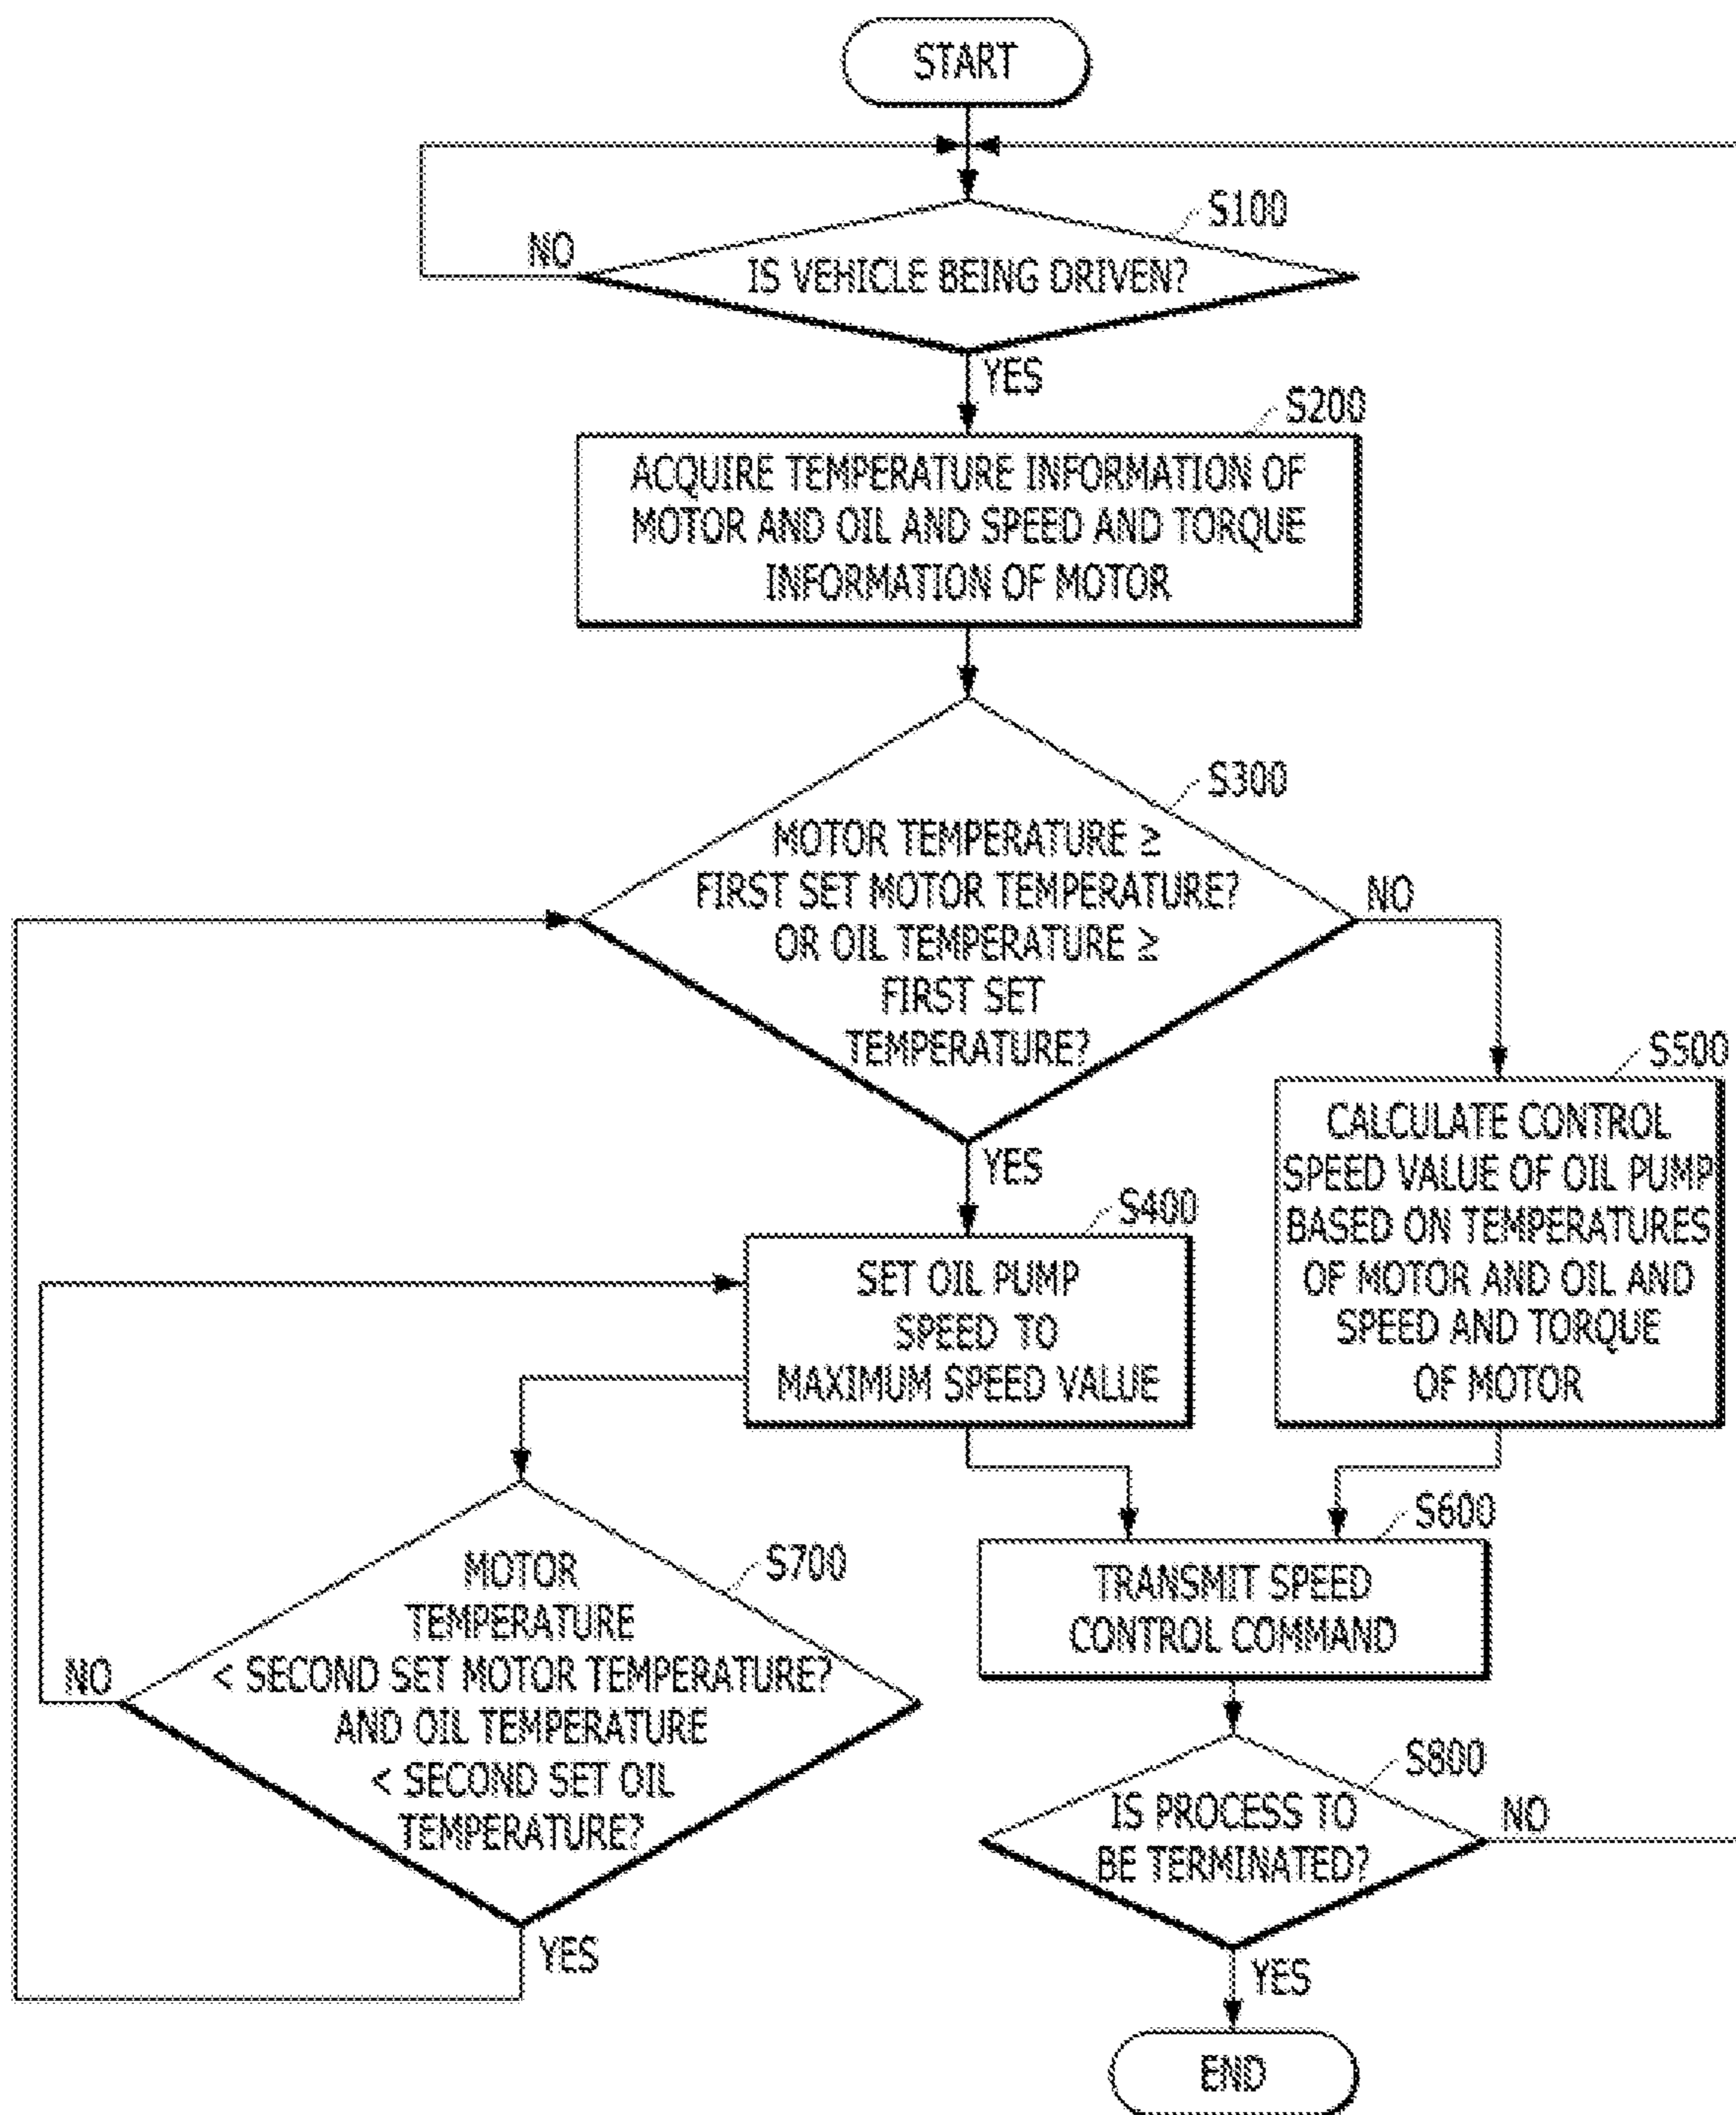 START
S100
NO
IS VEHICLE BEING DRIVEN?
YES
S200
ACQUIRE TEMPERATURE INFORMATION OF
MOTOR AND OIL AND SPEED AND TORQUE
INFORMATION OF MOTOR
S300
MOTOR TEMPERATURE ≥
FIRST SET MOTOR TEMPERATURE?
OR OIL TEMPERATURE ≥
FIRST SET
TEMPERATURE?
NO
YES
S500
CALCULATE CONTROL
SPEED VALUE OF OIL PUMP
BASED ON TEMPERATURES
OF MOTOR AND OIL AND
SPEED AND TORQUE
OF MOTOR
S400
SET OIL PUMP
SPEED TO
MAXIMUM SPEED VALUE
S600
TRANSMIT SPEED
CONTROL COMMAND
S700
MOTOR
TEMPERATURE
< SECOND SET MOTOR TEMPERATURE?
AND OIL TEMPERATURE
< SECOND SET OIL
TEMPERATURE?
NO
YES
S800
IS PROCESS TO
BE TERMINATED?
NO
YES
END